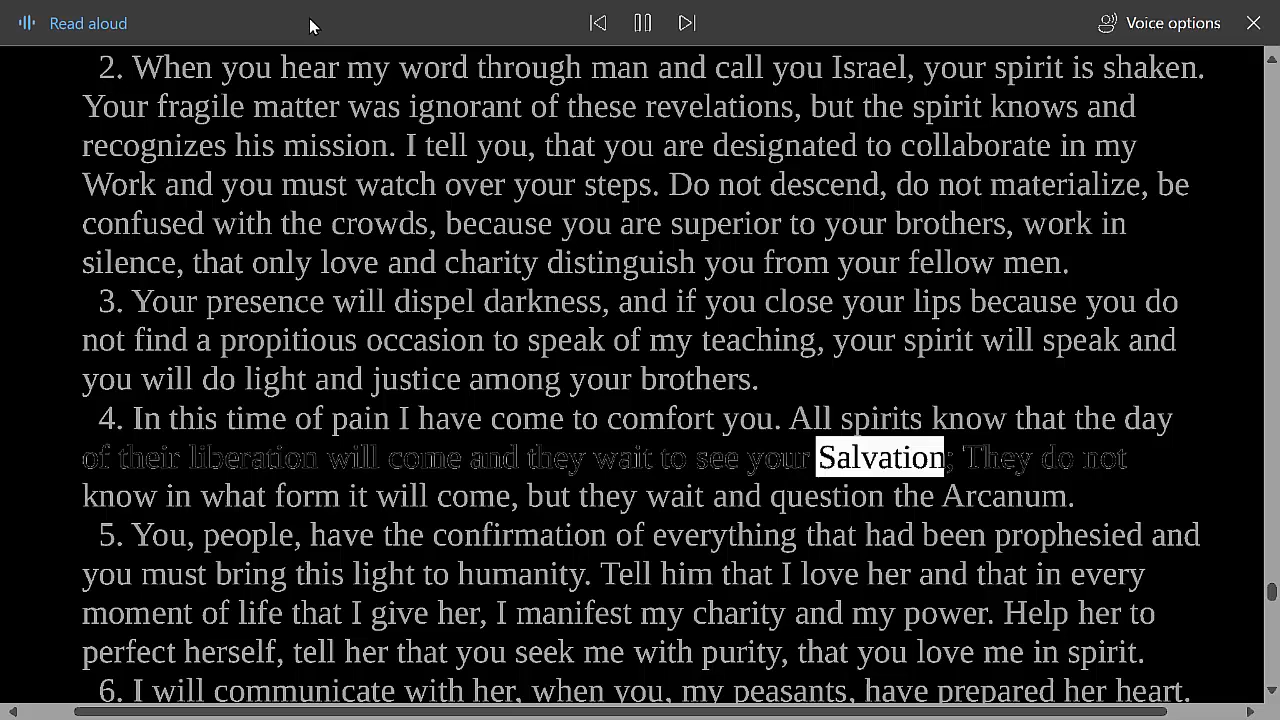 Read aloud
Voice options
2. When you hear my word through man and call you Israel, your spirit is shaken.
Your fragile matter was ignorant of these revelations, but the spirit knows and
recognizes his mission. I tell you, that you are designated to collaborate in my
Work and you must watch over your steps. Do not descend, do not materialize, be
confused with the crowds, because you are superior to your brothers, work in
silence, that only love and charity distinguish you from your fellow men.
3. Your presence will dispel darkness, and if you close your lips because you do
not find a propitious occasion to speak of my teaching, your spirit will speak and
you will do light and justice among your brothers.
4. In this time of pain I have come to comfort you. All spirits know that the day
of their liberation will come and they wait to see your Salvation; They do not
know in what form it will come, but they wait and question the Arcanum.
5. You, people, have the confirmation of everything that had been prophesied and
you must bring this light to humanity. Tell him that I love her and that in every
moment of life that I give her, I manifest my charity and my power. Help her to
perfect herself, tell her that you seek me with purity, that you love me in spirit.
6. I will communicate with her, when you, my peasants, have prepared her heart.